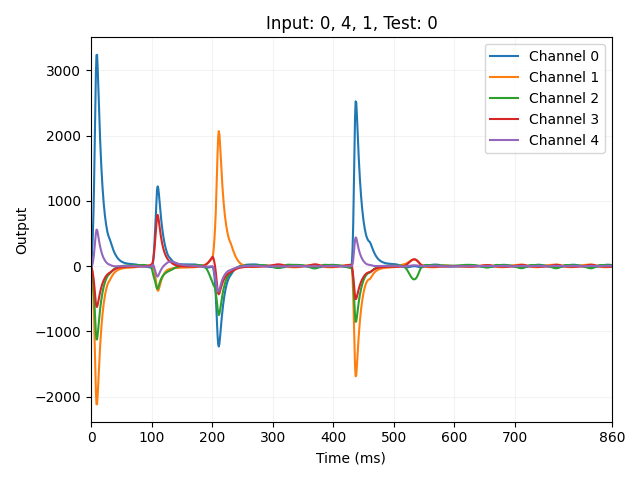 Input: 0, 4, 1, Test: 0
Channel 0
Channel 1
Channel 2
Channel 3
Channel 4
Output
3000
2000
1000
0
−1000
−2000
0 100 200 300 400 500 600 700 860
Time (ms)